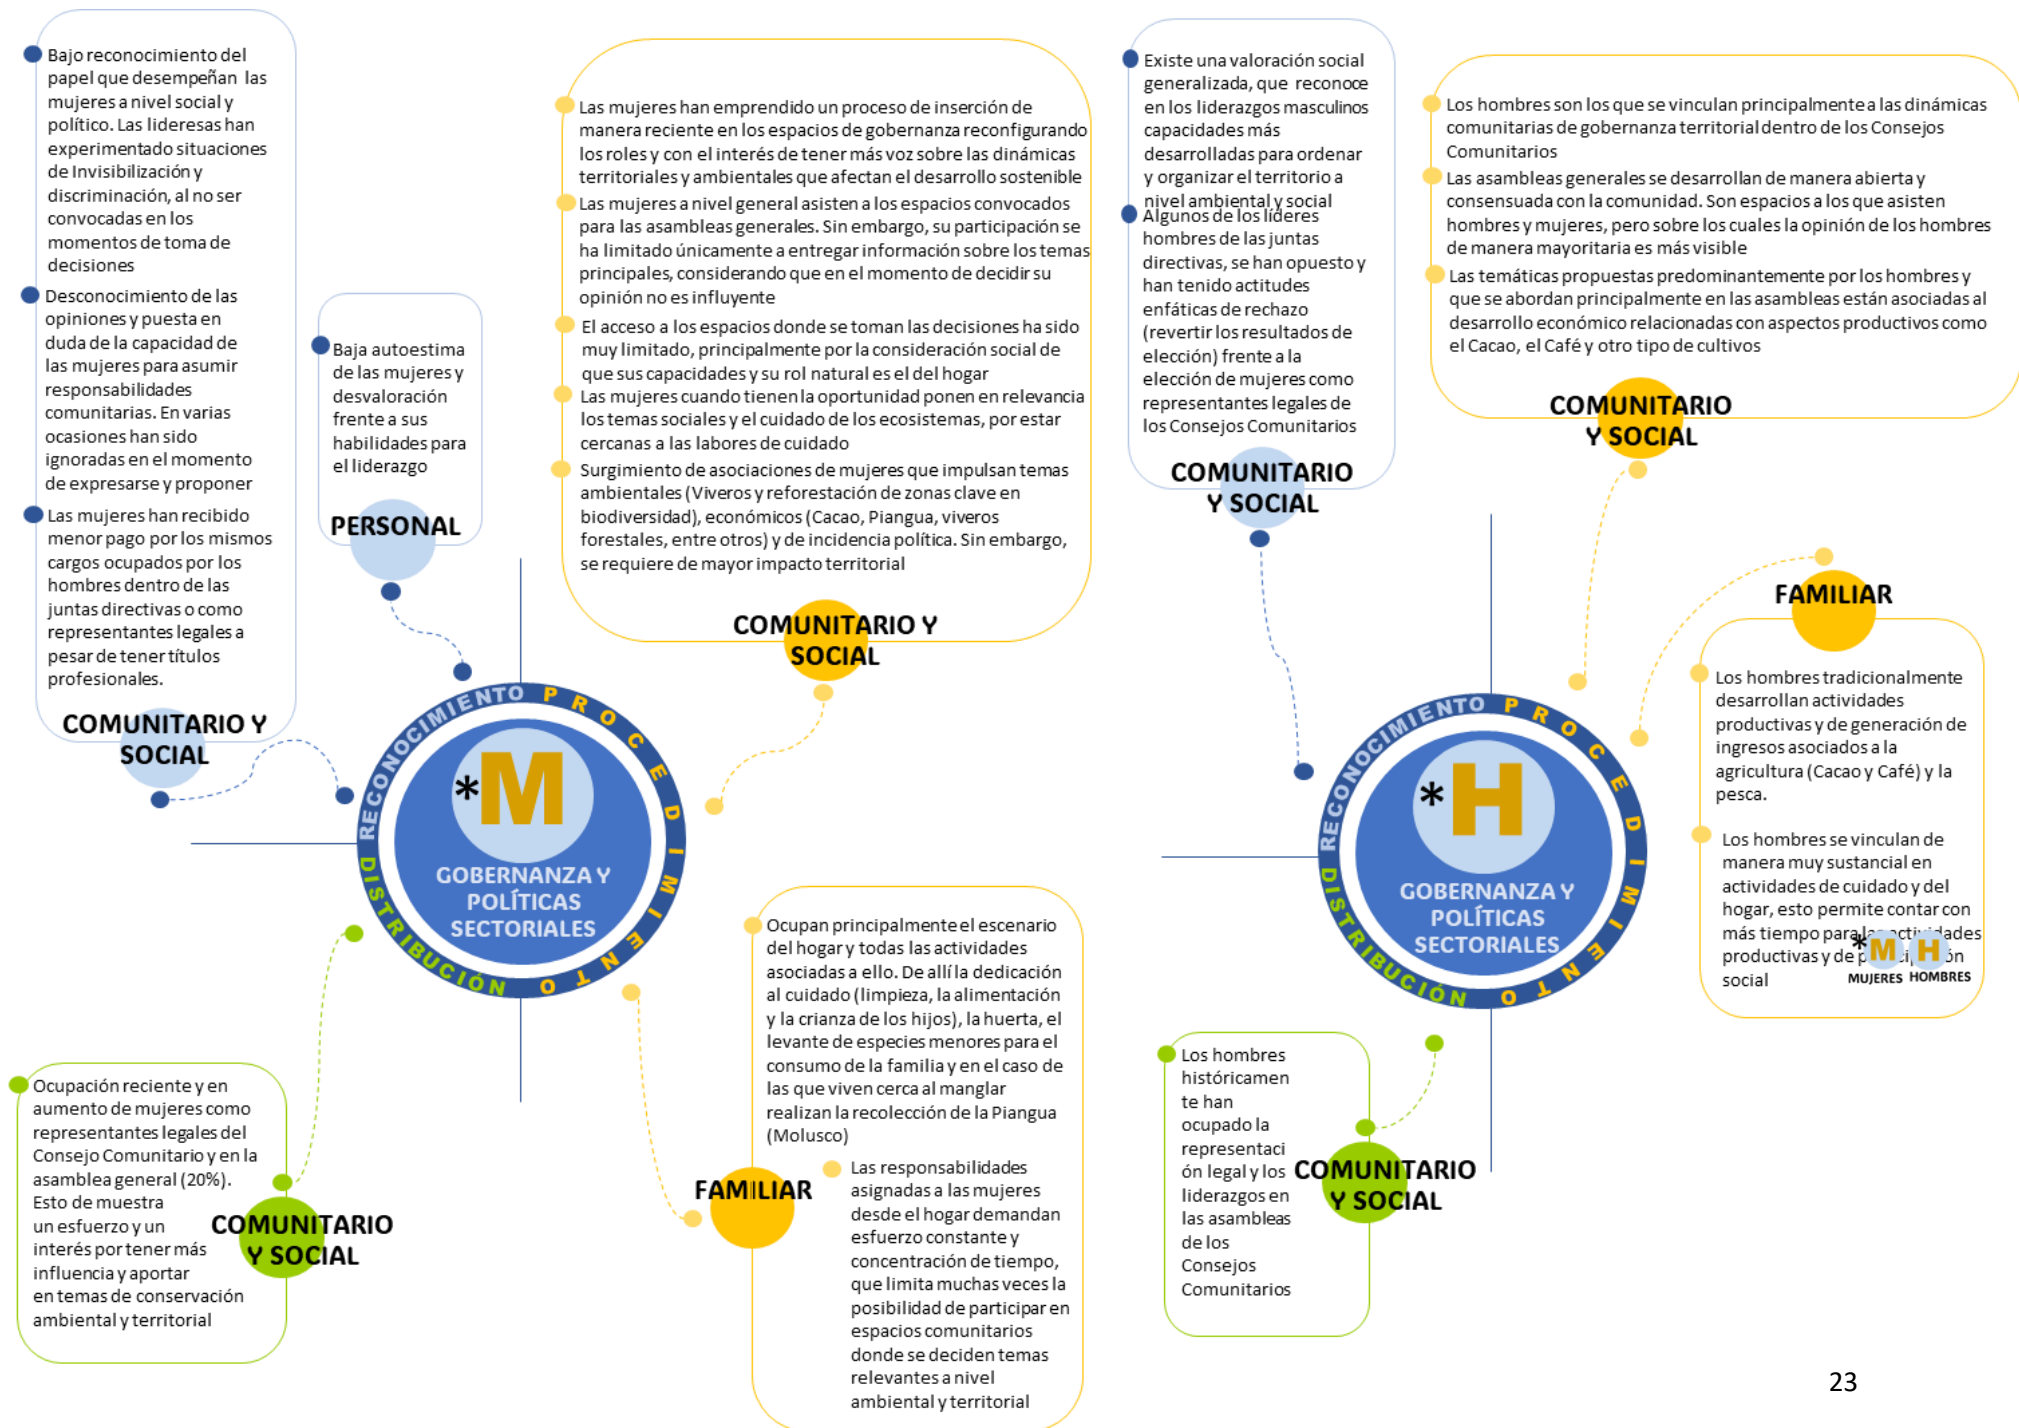 Bajo reconocimiento del
papel que desempeñan las
mujeres a nivel social y
político. Las lideresas han
experimentado situaciones
de Invisibilización y
discriminación, al no ser
convocadas en los
momentos de toma de
decisiones
Desconocimiento de las
opiniones y puesta en
duda de la capacidad de
las mujeres para asumir
responsabilidades
comunitarias. En varias
ocasiones han sido
ignoradas en el momento
de expresarse y proponer
Las mujeres han recibido
menor pago por los mismos
cargos ocupados por los
hombres dentro de las
juntas directivas o como
representantes legales a
pesar de tener títulos
profesionales.
COMUNITARIO Y
SOCIAL
Baja autoestima
de las mujeres y
desvaloración
frente a sus
habilidades para
el liderazgo
PERSONAL
Las mujeres han emprendido un proceso de inserción de
manera reciente en los espacios de gobernanza reconfigurando
los roles y con el interés de tener más voz sobre las dinámicas
territoriales y ambientales que afectan el desarrollo sostenible
Las mujeres a nivel general asisten a los espacios convocados
para las asambleas generales. Sin embargo, su participación se
ha limitado únicamente a entregar información sobre los temas
principales, considerando que en el momento de decidir su
opinión no es influyente
El acceso a los espacios donde se toman las decisiones ha sido
muy limitado, principalmente por la consideración social de
que sus capacidades y su rol natural es el del hogar
Las mujeres cuando tienen la oportunidad ponen en relevancia
los temas sociales y el cuidado de los ecosistemas, por estar
cercanas a las labores de cuidado
Surgimiento de asociaciones de mujeres que impulsan temas
ambientales (Viveros y reforestación de zonas clave en
biodiversidad), económicos (Cacao, Piangua, viveros
forestales, entre otros) y de incidencia política. Sin embargo,
se requiere de mayor impacto territorial
COMUNITARIO Y
SOCIAL
RECONOCIMIENTO
PROCEDIMIENTO
DISTRIBUCIÓN
*M
GOBERNANZA Y
POLÍTICAS
SECTORIALES
Ocupación reciente y en
aumento de mujeres como
representantes legales del
Consejo Comunitario y en la
asamblea general (20%).
Esto de muestra
un esfuerzo y un
interés por tener más
influencia y aportar
en temas de conservación
ambiental y territorial
COMUNITARIO
Y SOCIAL
Ocupan principalmente el escenario
del hogar y todas las actividades
asociadas a ello. De allí la dedicación
al cuidado (limpieza, la alimentación
y la crianza de los hijos), la huerta, el
levante de especies menores para el
consumo de la familia y en el caso de
las que viven cerca al manglar
realizan la recolección de la Piangua
(Molusco)
Las responsabilidades
asignadas a las mujeres
desde el hogar demandan
esfuerzo constante y
concentración de tiempo,
que limita muchas veces la
posibilidad de participar en
espacios comunitarios
donde se deciden temas
relevantes a nivel
ambiental y territorial
FAMILIAR
Existe una valoración social
generalizada, que reconoce
en los liderazgos masculinos
capacidades más
desarrolladas para ordenar
y organizar el territorio a
nivel ambiental y social
Algunos de los líderes
hombres de las juntas
directivas, se han opuesto y
han tenido actitudes
enfáticas de rechazo
(revertir los resultados de
elección) frente a la
elección de mujeres como
representantes legales de
los Consejos Comunitarios
COMUNITARIO
Y SOCIAL
Los hombres son los que se vinculan principalmente a las dinámicas
comunitarias de gobernanza territorial dentro de los Consejos
Comunitarios
Las asambleas generales se desarrollan de manera abierta y
consensuada con la comunidad. Son espacios a los que asisten
hombres y mujeres, pero sobre los cuales la opinión de los hombres
de manera mayoritaria es más visible
Las temáticas propuestas predominantemente por los hombres y
que se abordan principalmente en las asambleas están asociadas al
desarrollo económico relacionadas con aspectos productivos como
el Cacao, el Café y otro tipo de cultivos
COMUNITARIO
Y SOCIAL
FAMILIAR
Los hombres tradicionalmente
desarrollan actividades
productivas y de generación de
ingresos asociados a la
agricultura (Cacao y Café) y la
pesca.
Los hombres se vinculan de
manera muy sustancial en
actividades de cuidado y del
hogar, esto permite contar con
más tiempo para las actividades
productivas y de participación
social
*M H
MUJERES HOMBRES
RECONOCIMIENTO
PROCEDIMIENTO
DISTRIBUCIÓN
*H
GOBERNANZA Y
POLÍTICAS
SECTORIALES
Los hombres
históricamen
te han
ocupado la
representaci
ón legal y los
liderazgos en
las asambleas
de los
Consejos
Comunitarios
COMUNITARIO
Y SOCIAL
23